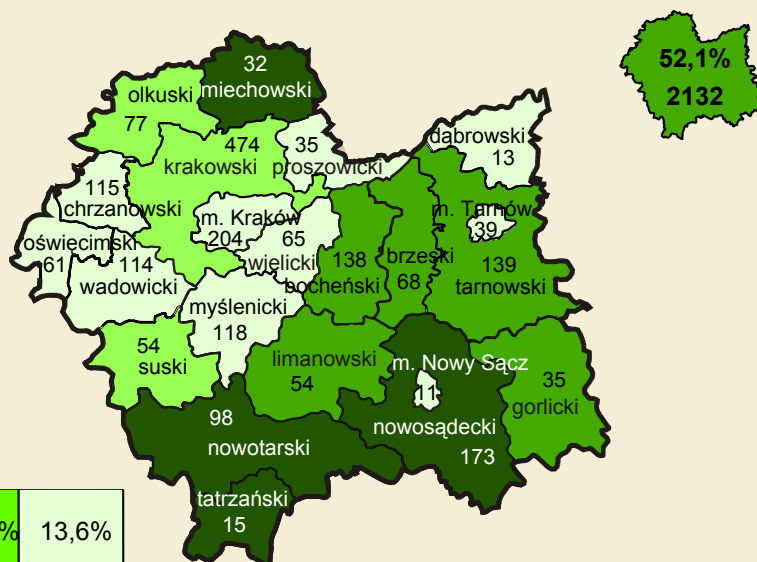 52,1%
2132
32
miechowski
olkuski
77
474
krakowski
35
proszowicki
dąbrowski
13
115
chrzanowski
m. Kraków
204
65
wielicki
m. Tarnów
39
oświęcimski
61
114
wadowicki
138
bocheński
brzeski
68
139
tarnowski
myślenicki
118
54
suski
limanowski
54
m. Nowy Sącz
11
35
gorlicki
98
nowotarski
nowosądecki
173
tatrzański
15
% 13,6%